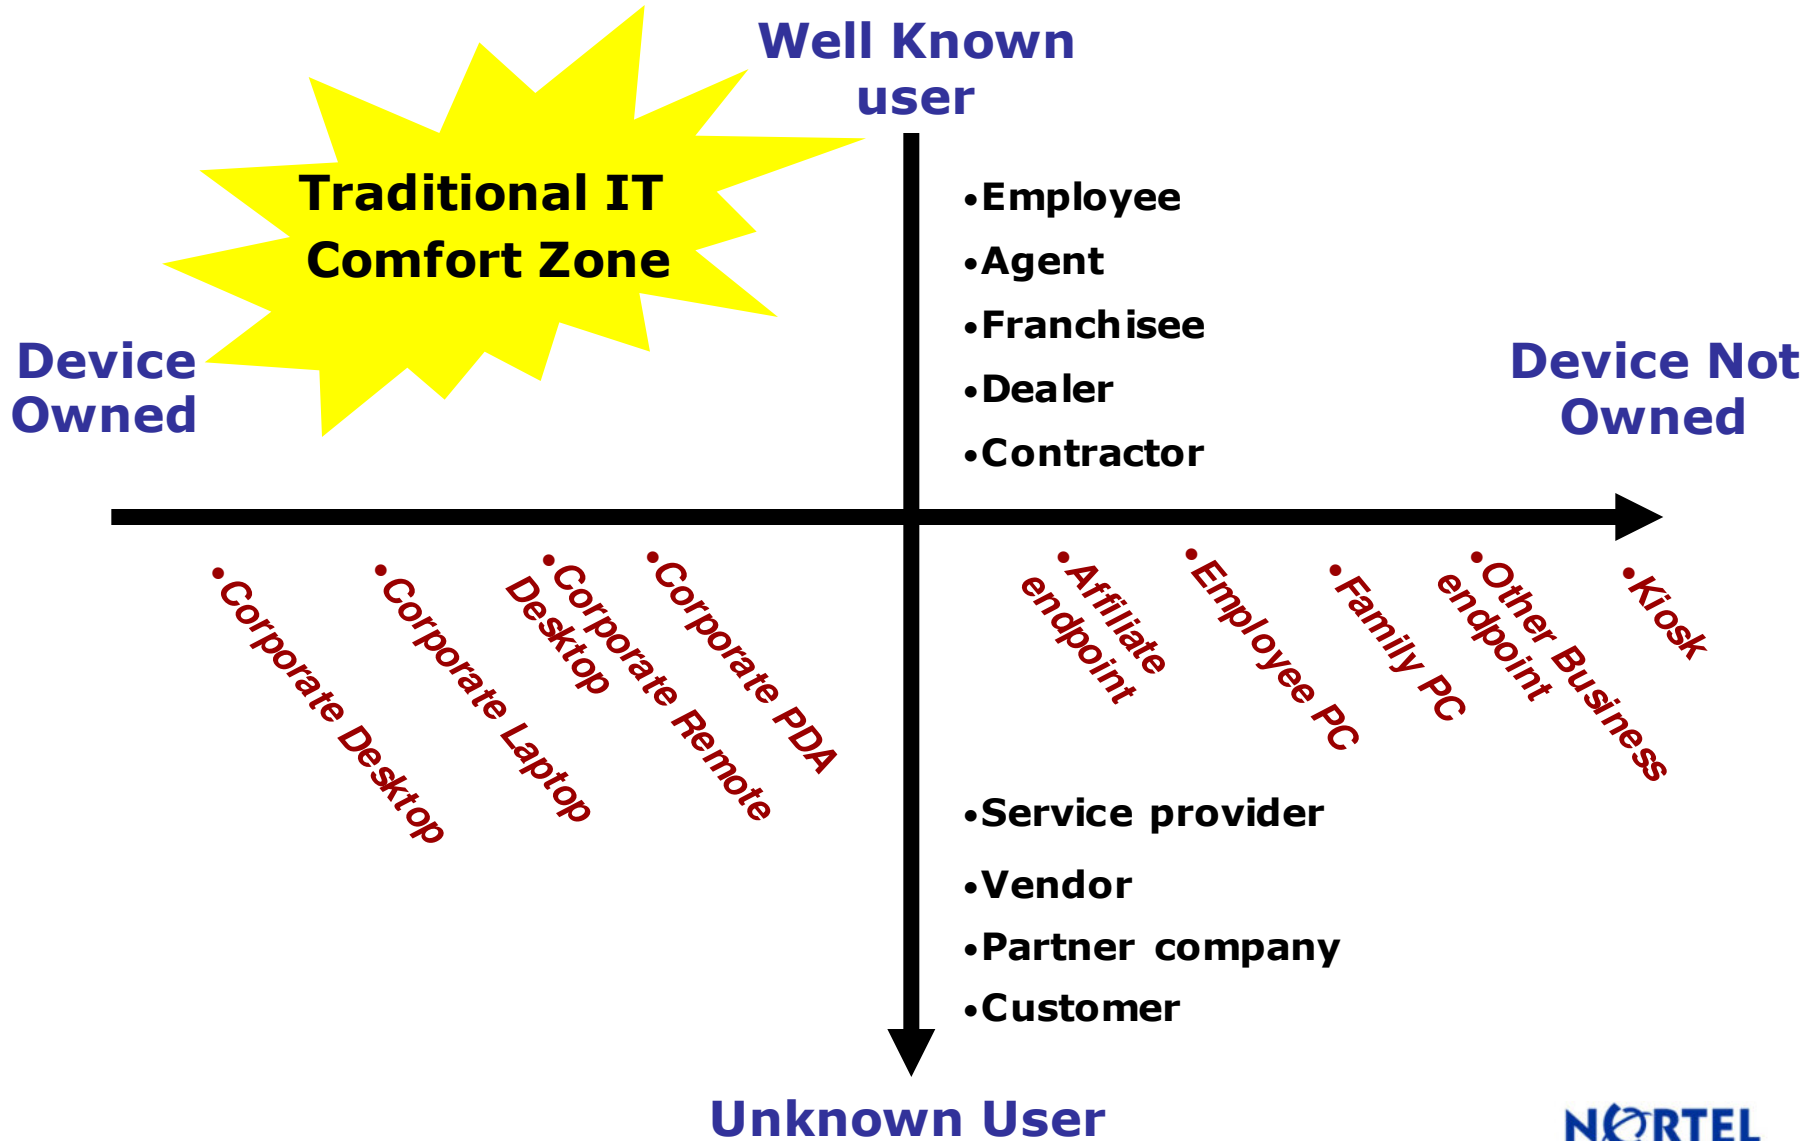 Well Known
user
Traditional IT
Comfort Zone
•Employee
•Agent
•Franchisee
•Dealer
•Contractor
Device
Owned
Device Not
Owned
•Corporate Desktop
•Corporate Laptop
•Corporate Remote
Desktop
•Corporate PDA
•Affiliate
endpoint
•Employee PC
•Family PC
•Other Business
endpoint
•Kiosk
•Service provider
•Vendor
•Partner company
•Customer
Unknown User
NORTEL